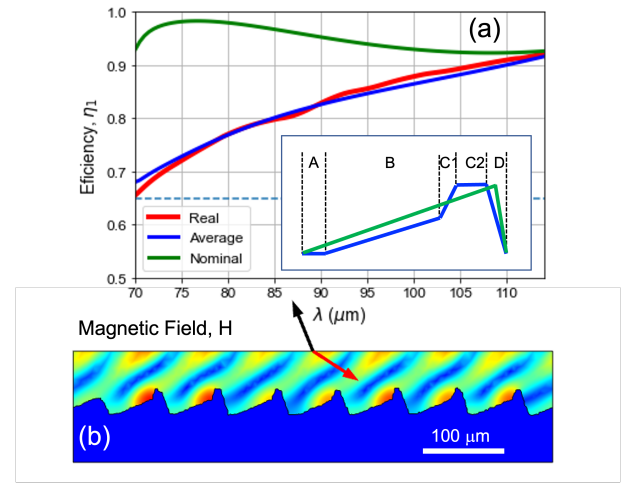 (a)
1.0
0.9
0.8
0.7
0.6
0.5
Eficiency, η1
A B C1 C2 D
Real
Average
Nominal
70 75 80 85 90 95 100 105 110
λ (μm)
Magnetic Field, H
(b)
100 μm